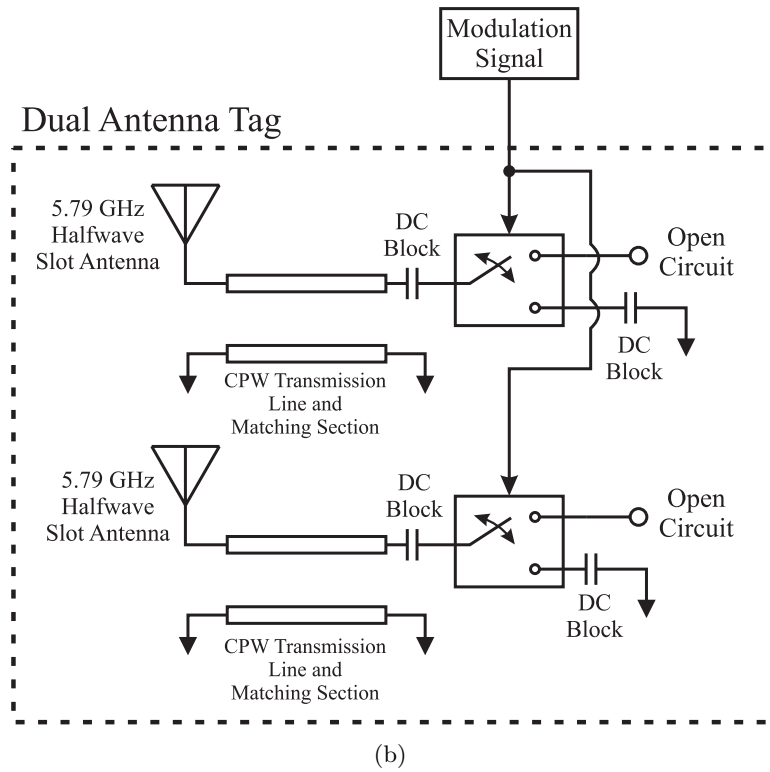 Modulation
Signal
Dual Antenna Tag
5.79 GHz
Halfwave
Slot Antenna
DC
Block
Open
Circuit
DC
Block
CPW Transmission
Line and
Matching Section
5.79 GHz
Halfwave
Slot Antenna
DC
Block
Open
Circuit
DC
Block
CPW Transmission
Line and
Matching Section
(b)